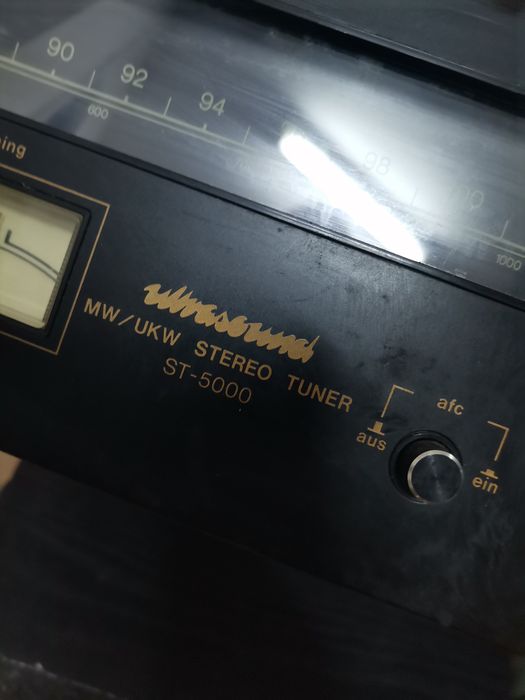 90 92 94 98 100
600 1000
ning
ultrasound
MW/UKW STEREO TUNER
ST-5000
afc
aus
ein